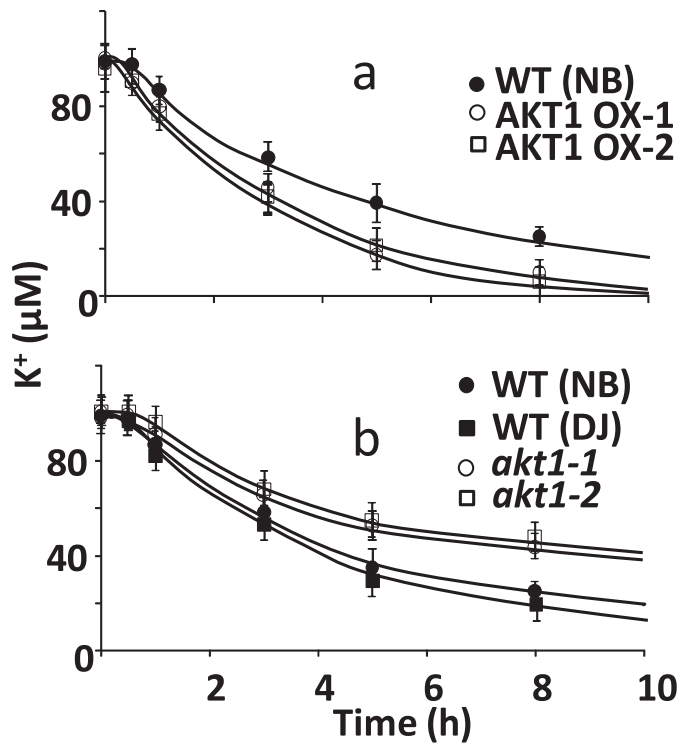 a
WT (NB)
AKT1 OX-1
AKT1 OX-2
80
40
0
K+ (μM)
b
WT (NB)
WT (DJ)
akt1-1
akt1-2
80
40
0
2 4 6 8 10
Time (h)